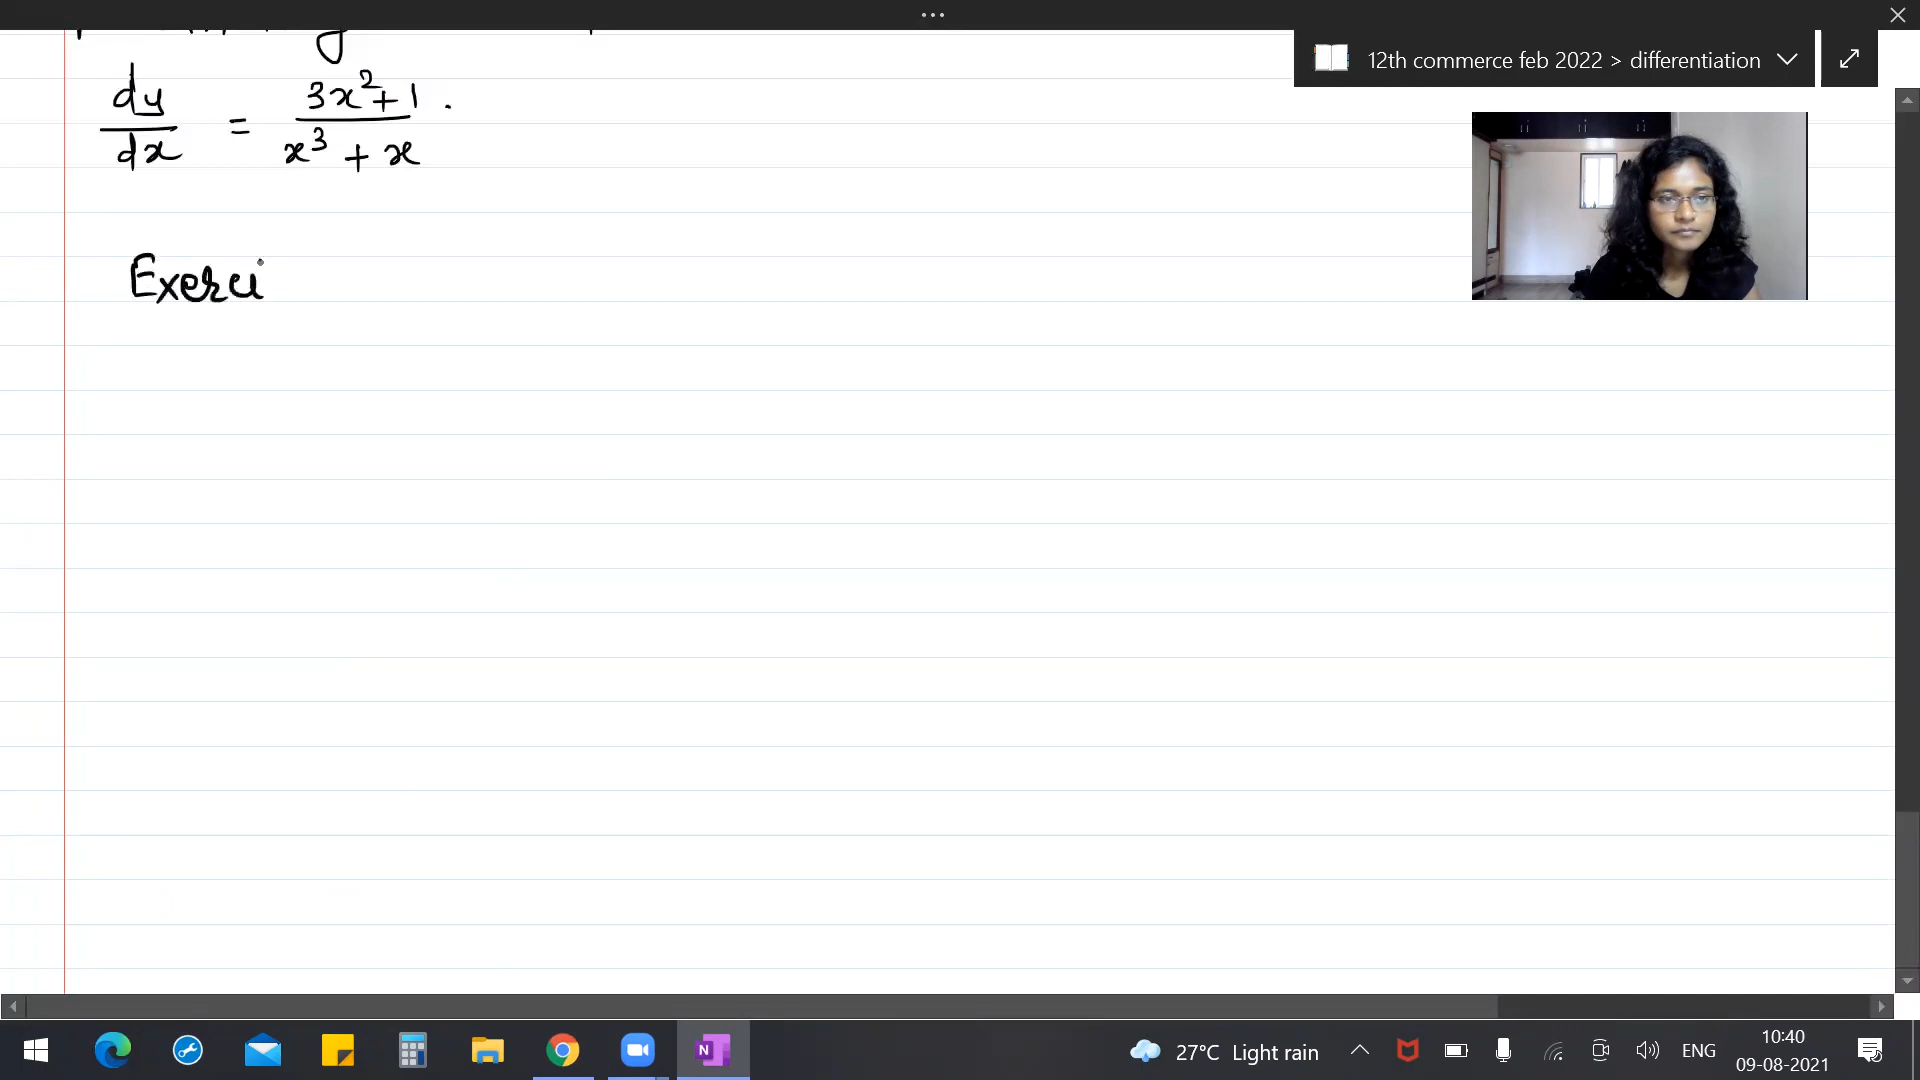 12th commerce feb 2022 > differentiation
dy/dx = 3x²+1 / x³ + x .
Exerci
27°C Light rain
ENG
10:40
09-08-2021